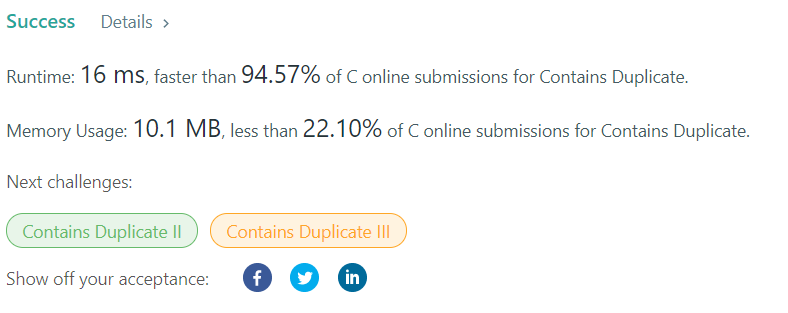 Success Details >
Runtime: 16 ms, faster than 94.57% of C online submissions for Contains Duplicate.
Memory Usage: 10.1 MB, less than 22.10% of C online submissions for Contains Duplicate.
Next challenges:
Contains Duplicate II Contains Duplicate III
Show off your acceptance: f in